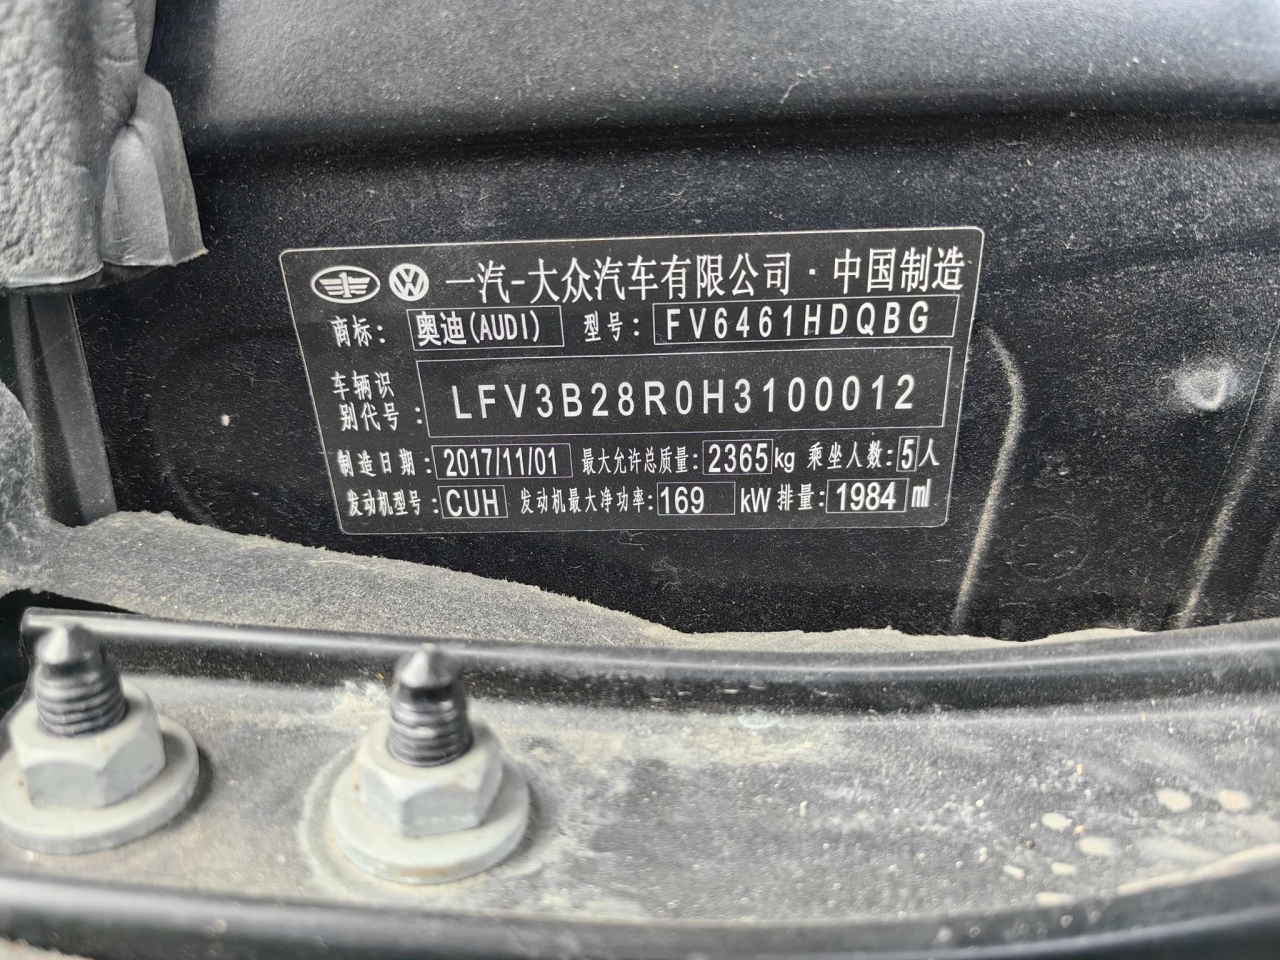 一汽-大众汽车有限公司·中国制造
商标: 奥迪(AUDI) 型号: FV6461HDQBG
车辆识
别代号: LFV3B28R0H3100012
制造日期: 2017/11/01 最大允许总质量: 2365kg 乘坐人数: 5人
发动机型号: CUH 发动机最大净功率: 169 kW 排量: 1984 ml